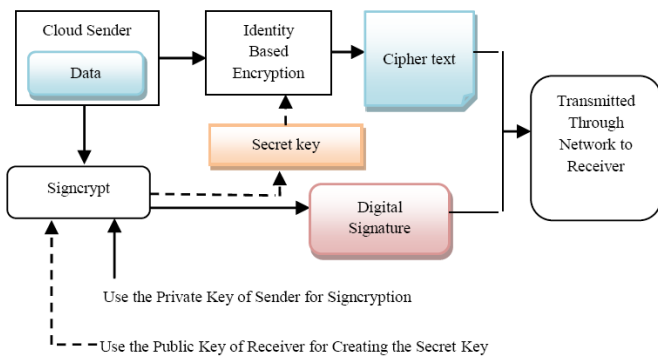 Cloud Sender
Data
Identity
Based
Encryption
Cipher text
Transmitted
Through
Network to
Receiver
Secret key
Signcrypt
Digital
Signature
Use the Private Key of Sender for Signcryption
Use the Public Key of Receiver for Creating the Secret Key